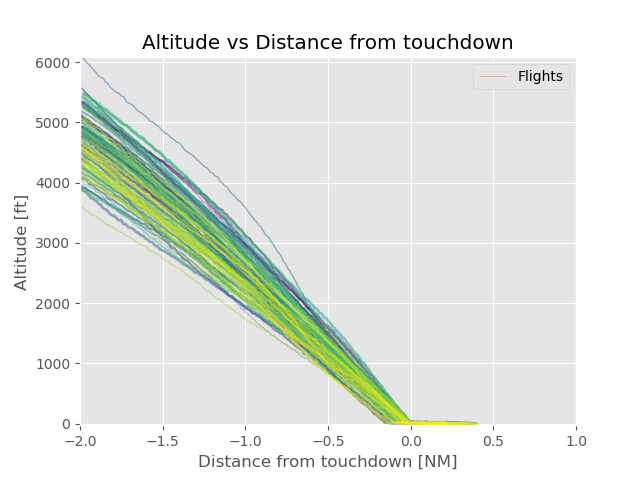 Altitude vs Distance from touchdown
Flights
6000
5000
4000
3000
2000
1000
0
Altitude [ft]
−2.0 −1.5 −1.0 −0.5 0.0 0.5 1.0
Distance from touchdown [NM]